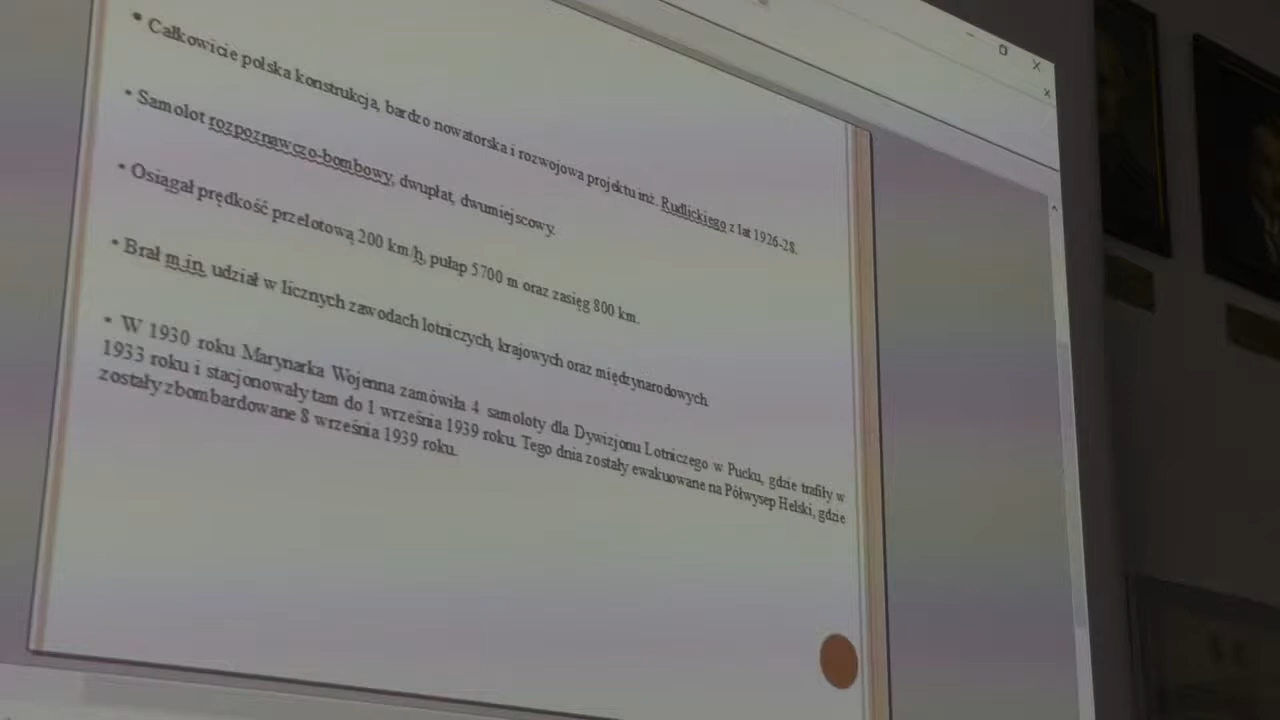 • Całkowicie polska konstrukcja, bardzo nowatorska i rozwojowa projektu inż. Rudlickiego z lat 1926-28.
• Samolot rozpoznawczo-bombowy, dwupłat, dwumiejscowy.
• Osiągał prędkość przelotową 200 km/h, pułap 5700 m oraz zasięg 800 km.
• Brał m.in. udział w licznych zawodach lotniczych, krajowych oraz międzynarodowych.
• W 1930 roku Marynarka Wojenna zamówiła 4 samoloty dla Dywizjonu Lotniczego w Pucku, gdzie trafiły w
1933 roku i stacjonowały tam do 1 września 1939 roku. Tego dnia zostały ewakuowane na Półwysep Helski, gdzie
zostały zbombardowane 8 września 1939 roku.